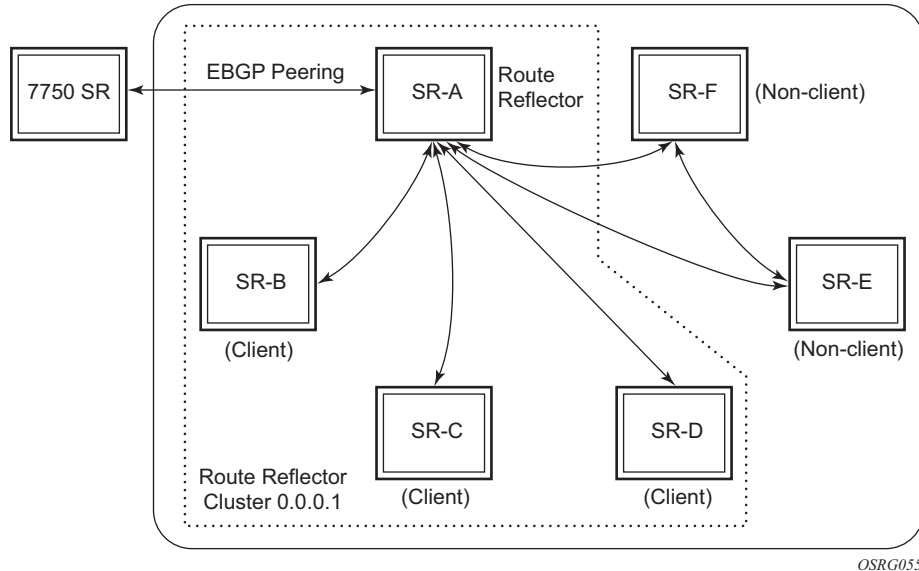 EBGP Peering
7750 SR
SR-A
Route
Reflector
SR-F
(Non-client)
SR-B
(Client)
SR-E
(Non-client)
SR-C
(Client)
SR-D
(Client)
Route Reflector
Cluster 0.0.0.1